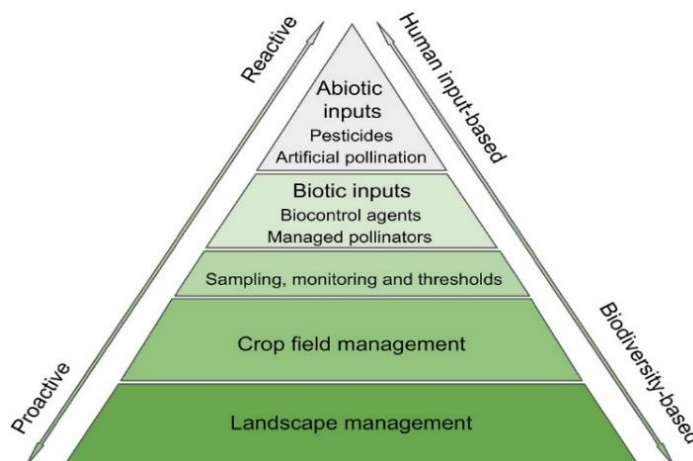 Reactive
Human input-based
Abiotic
inputs
Pesticides
Artificial pollination
Biotic inputs
Biocontrol agents
Managed pollinators
Sampling, monitoring and thresholds
Crop field management
Landscape management
Proactive
Biodiversity-based